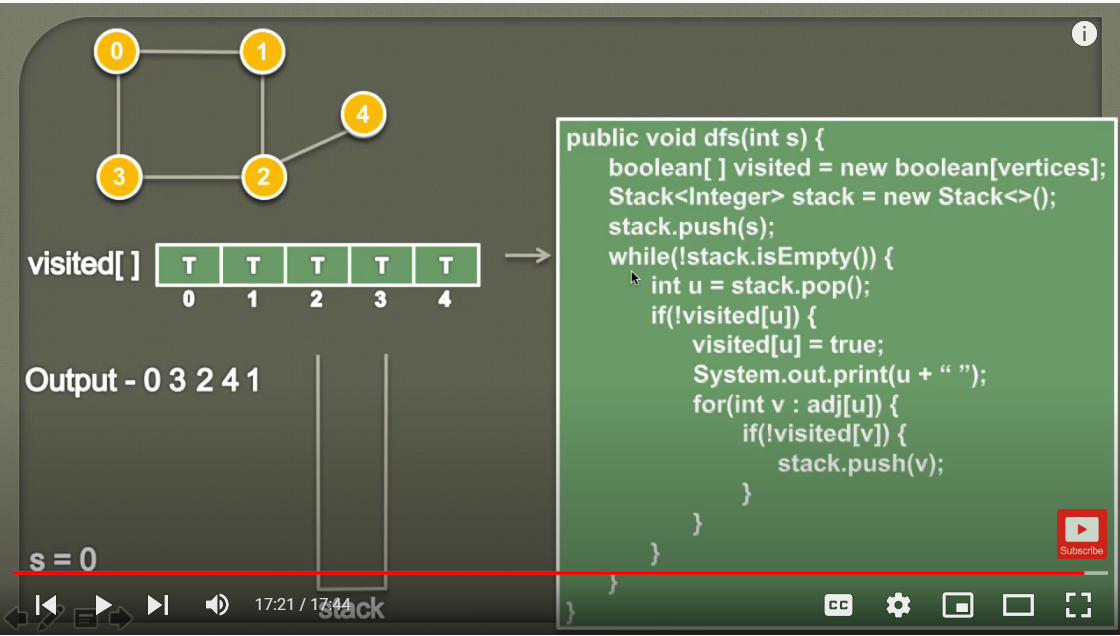 0
1
4
3
2
visited[ ]
T T T T T
0 1 2 3 4
Output - 0 3 2 4 1
s = 0
stack
public void dfs(int s) {
boolean[ ] visited = new boolean[vertices];
Stack<Integer> stack = new Stack<>();
stack.push(s);
while(!stack.isEmpty()) {
int u = stack.pop();
if(!visited[u]) {
visited[u] = true;
System.out.print(u + “ ”);
for(int v : adj[u]) {
if(!visited[v]) {
stack.push(v);
}
}
}
}
}
i
Subscribe
17:21 / 17:44
CC